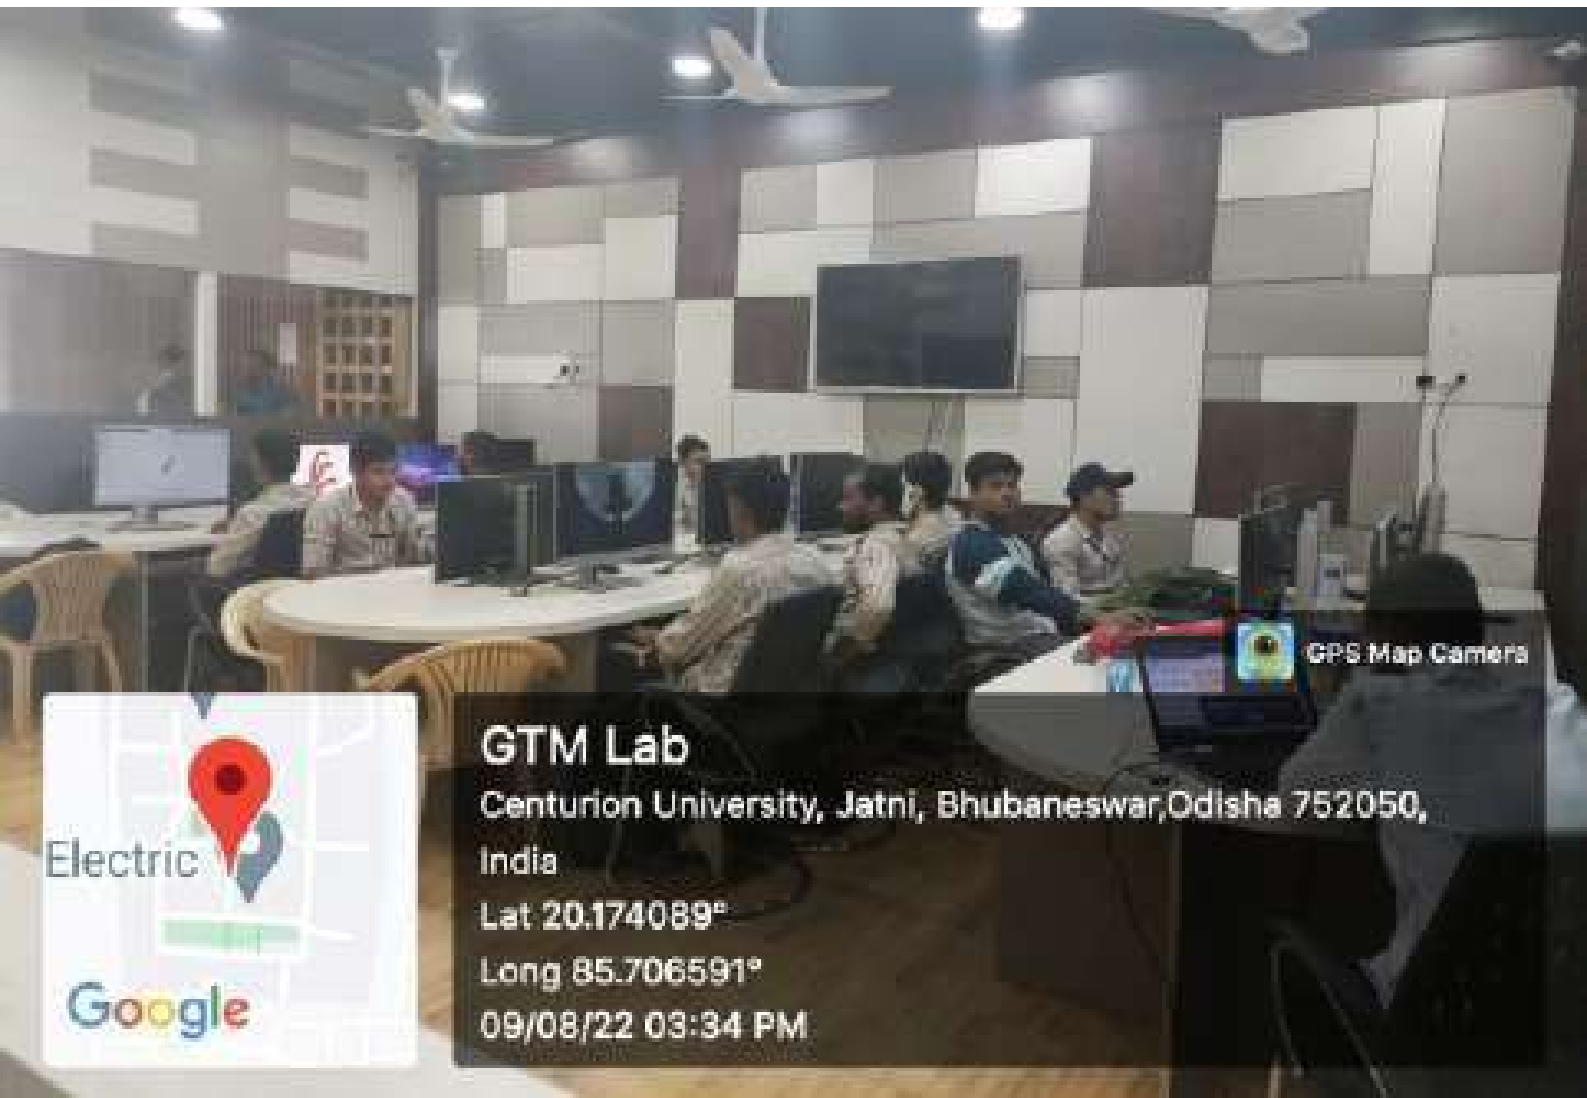 GPS Map Camera
GTM Lab
Centurion University, Jatni, Bhubaneswar,Odisha 752050,
India
Lat 20.174089°
Long 85.706591°
09/08/22 03:34 PM
Electric
Google